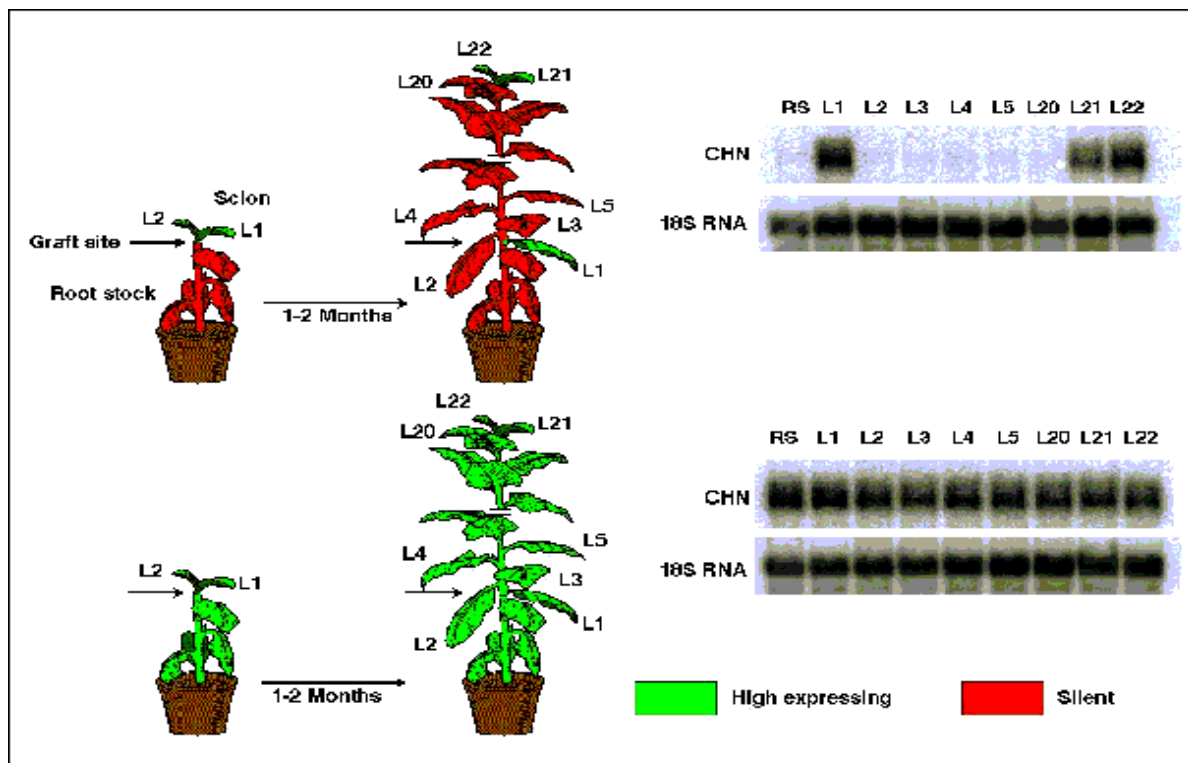 L22
L20
L21
Scion
L2
L1
Graft site
Root stock
1-2 Months
L4
L5
L3
L1
L2
RS L1 L2 L3 L4 L5 L20 L21 L22
CHN
18S RNA
L22
L20
L21
L2
L1
1-2 Months
L4
L5
L3
L1
L2
RS L1 L2 L3 L4 L5 L20 L21 L22
CHN
18S RNA
High expressing
Silent